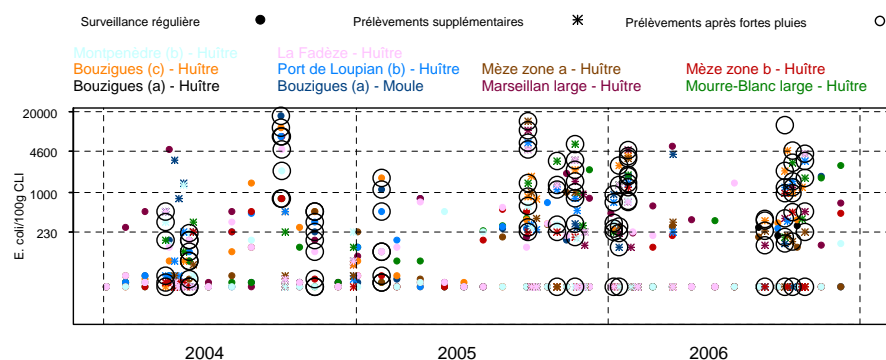 Surveillance régulière Prélèvements supplémentaires Prélèvements après fortes pluies
Montpenèdre (b) - Huître La Fadèze - Huître
Bouzigues (c) - Huître Port de Loupian (b) - Huître Mèze zone a - Huître Mèze zone b - Huître
Bouzigues (a) - Huître Bouzigues (a) - Moule Marseillan large - Huître Mourre-Blanc large - Huître
E. coli/100g CLI
20000
4600
1000
230
2004 2005 2006